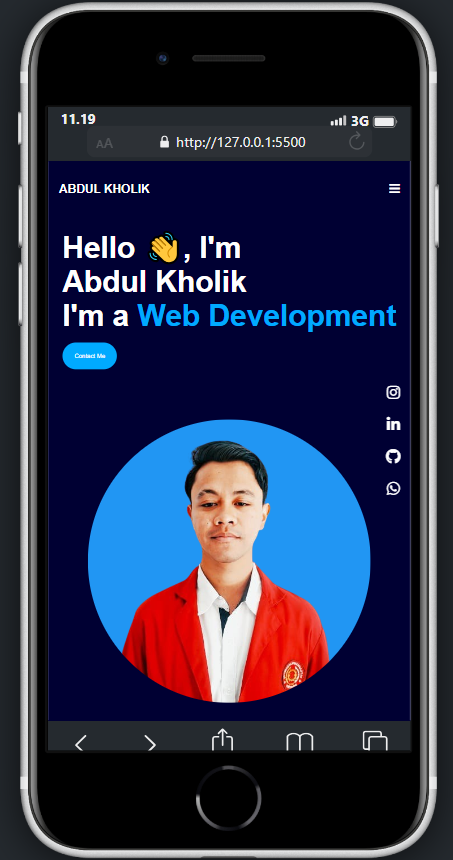 11.19
3G
AA
http://127.0.0.1:5500
ABDUL KHOLIK
Hello 👋, I'm
Abdul Kholik
I'm a Web Development
Contact Me
in